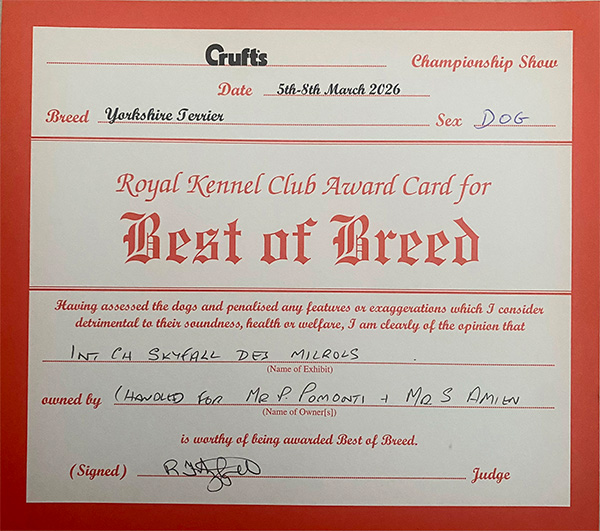 Crufts Championship Show
Date 5th-8th March 2026
Breed Yorkshire Terrier Sex DOG
Royal Kennel Club Award Card for
Best of Breed
Having assessed the dogs and penalised any features or exaggerations which I consider
detrimental to their soundness, health or welfare, I am clearly of the opinion that
INT CH SKYFALL DES MILROLS
(Name of Exhibit)
owned by (HANDLED FOR MR P. POMONTI + MR S AMIEN
(Name of Owner[s])
is worthy of being awarded Best of Breed.
(Signed) Judge